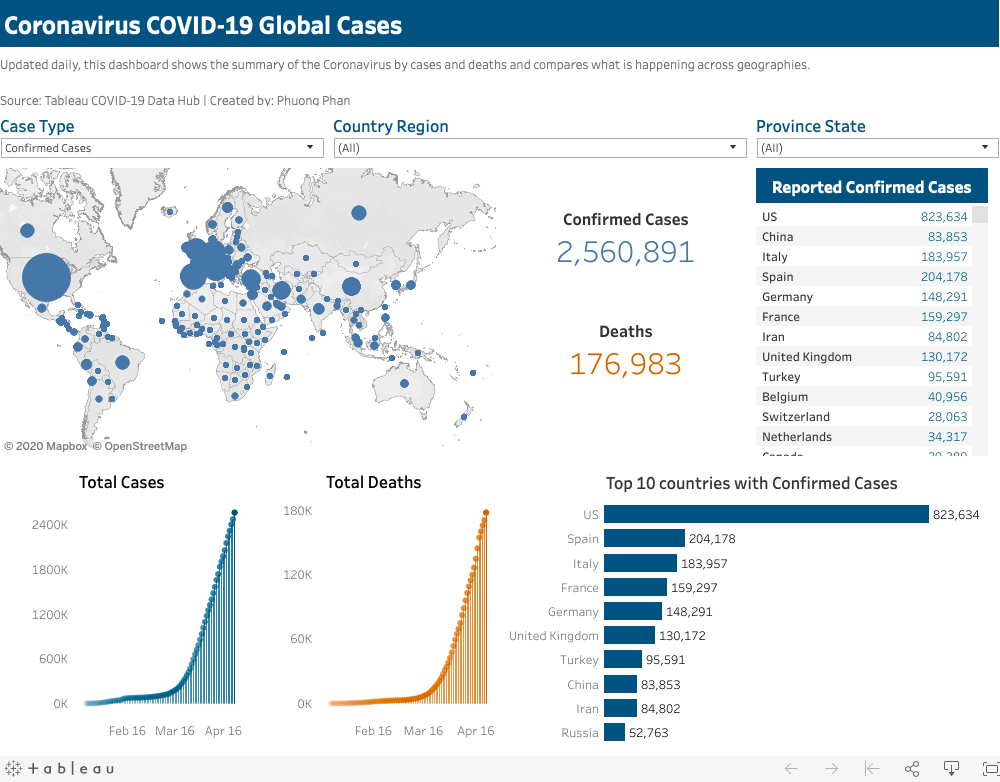 Coronavirus COVID-19 Global Cases
Updated daily, this dashboard shows the summary of the Coronavirus by cases and deaths and compares what is happening across geographies.
Source: Tableau COVID-19 Data Hub | Created by: Phuong Phan
Case Type
Confirmed Cases
Country Region
(All)
Province State
(All)
© 2020 Mapbox © OpenStreetMap
Confirmed Cases
2,560,891
Deaths
176,983
Reported Confirmed Cases
US 823,634
China 83,853
Italy 183,957
Spain 204,178
Germany 148,291
France 159,297
Iran 84,802
United Kingdom 130,172
Turkey 95,591
Belgium 40,956
Switzerland 28,063
Netherlands 34,317
Total Cases
2400K
1800K
1200K
600K
0K
Feb 16 Mar 16 Apr 16
Total Deaths
180K
120K
60K
0K
Feb 16 Mar 16 Apr 16
Top 10 countries with Confirmed Cases
US 823,634
Spain 204,178
Italy 183,957
France 159,297
Germany 148,291
United Kingdom 130,172
Turkey 95,591
China 83,853
Iran 84,802
Russia 52,763
+ a b | e a u